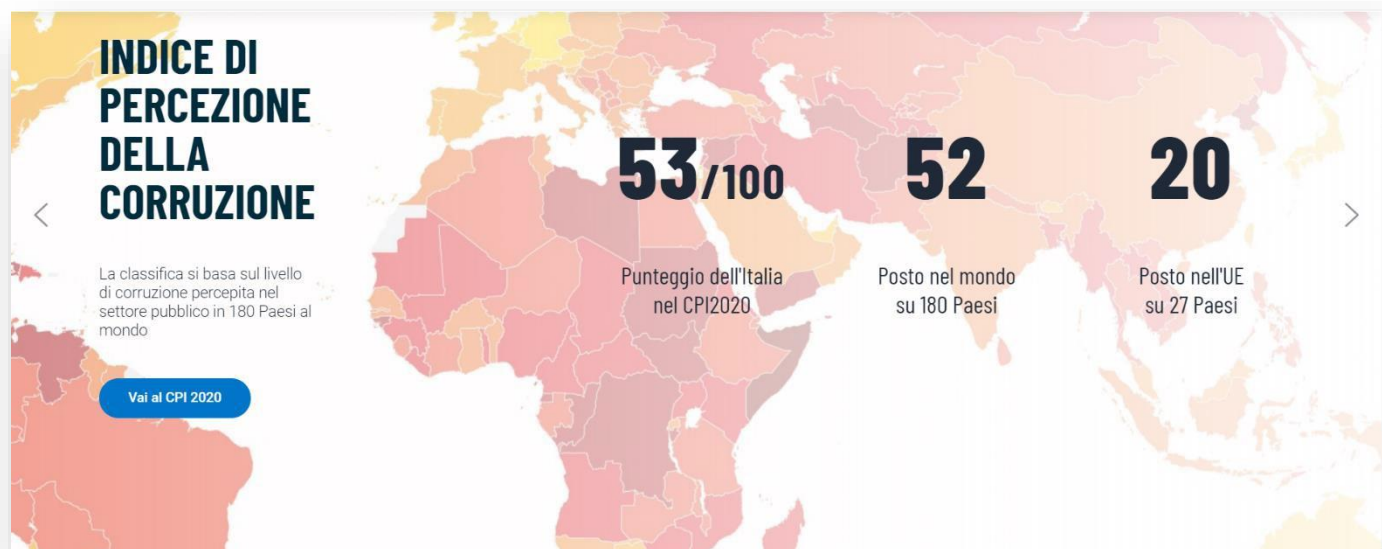 INDICE DI
PERCEZIONE
DELLA
CORRUZIONE
La classifica si basa sul livello
di corruzione percepita nel
settore pubblico in 180 Paesi al
mondo
Vai al CPI 2020
53/100
Punteggio dell'Italia
nel CPI2020
52
Posto nel mondo
su 180 Paesi
20
Posto nell'UE
su 27 Paesi